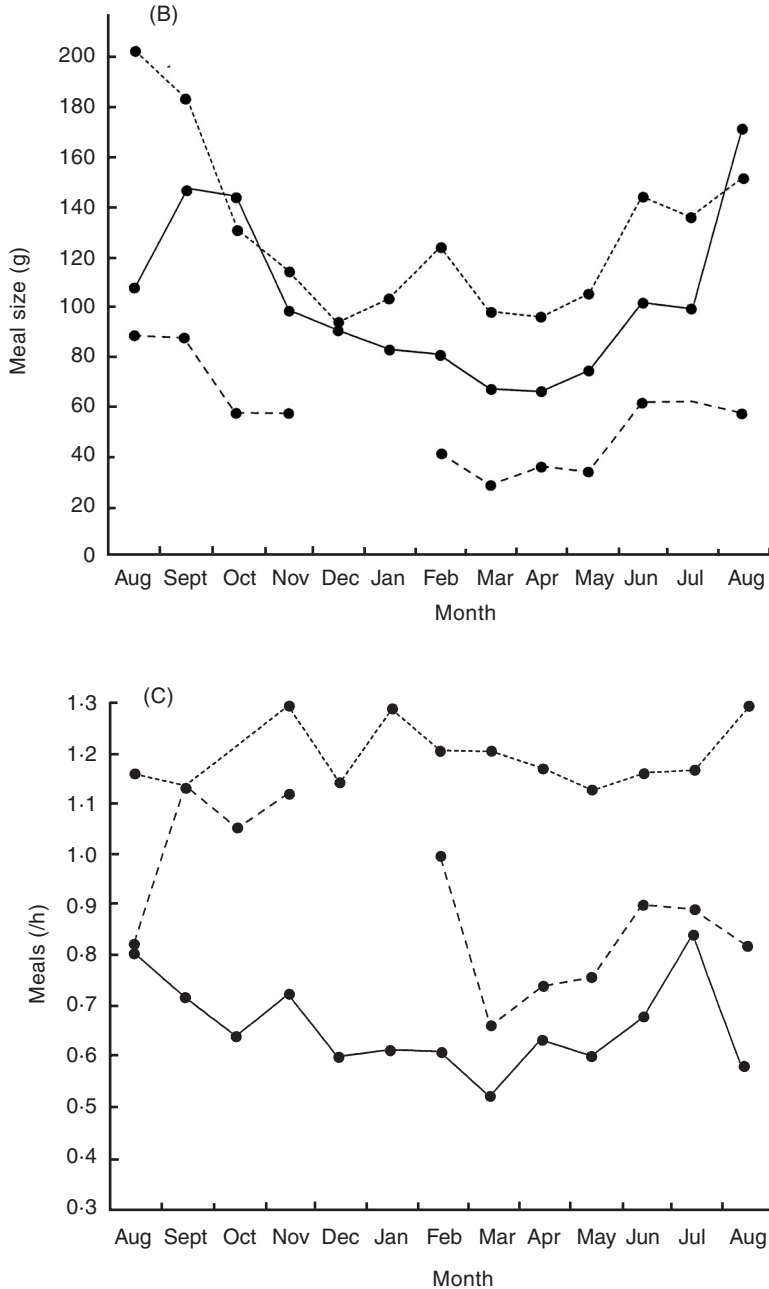 (B)
200
180
160
140
120
100
80
60
40
20
0
Meal size (g)
Aug Sept Oct Nov Dec Jan Feb Mar Apr May Jun Jul Aug
Month
(C)
1·3
1·2
1·1
1·0
0·9
0·8
0·7
0·6
0·5
0·4
0·3
Meals (/h)
Aug Sept Oct Nov Dec Jan Feb Mar Apr May Jun Jul Aug
Month